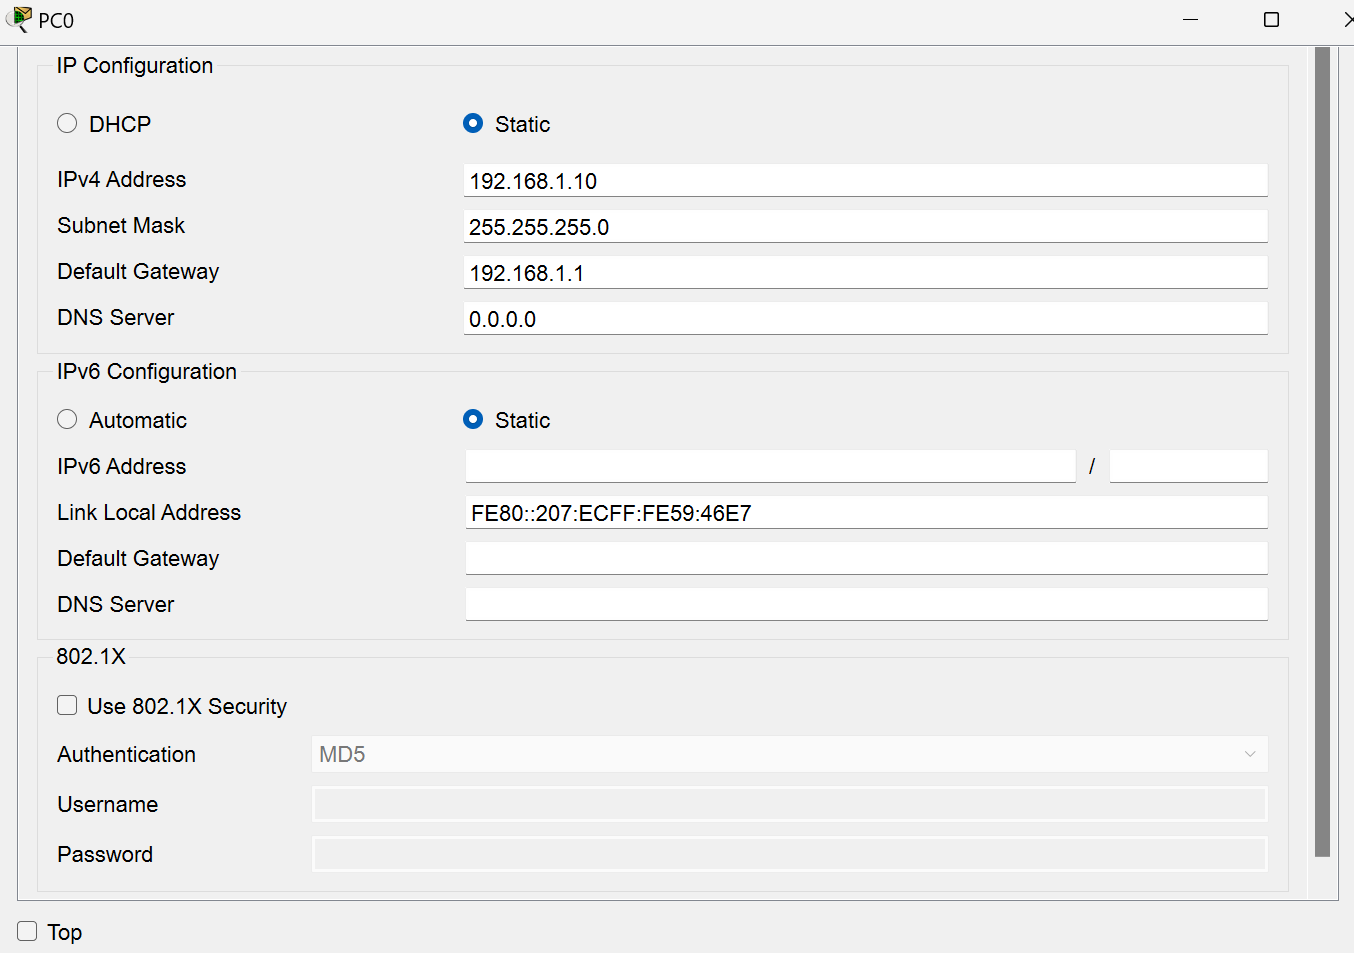 PC0
IP Configuration
DHCP Static
IPv4 Address 192.168.1.10
Subnet Mask 255.255.255.0
Default Gateway 192.168.1.1
DNS Server 0.0.0.0
IPv6 Configuration
Automatic Static
IPv6 Address /
Link Local Address FE80::207:ECFF:FE59:46E7
Default Gateway
DNS Server
802.1X
Use 802.1X Security
Authentication MD5
Username
Password
Top